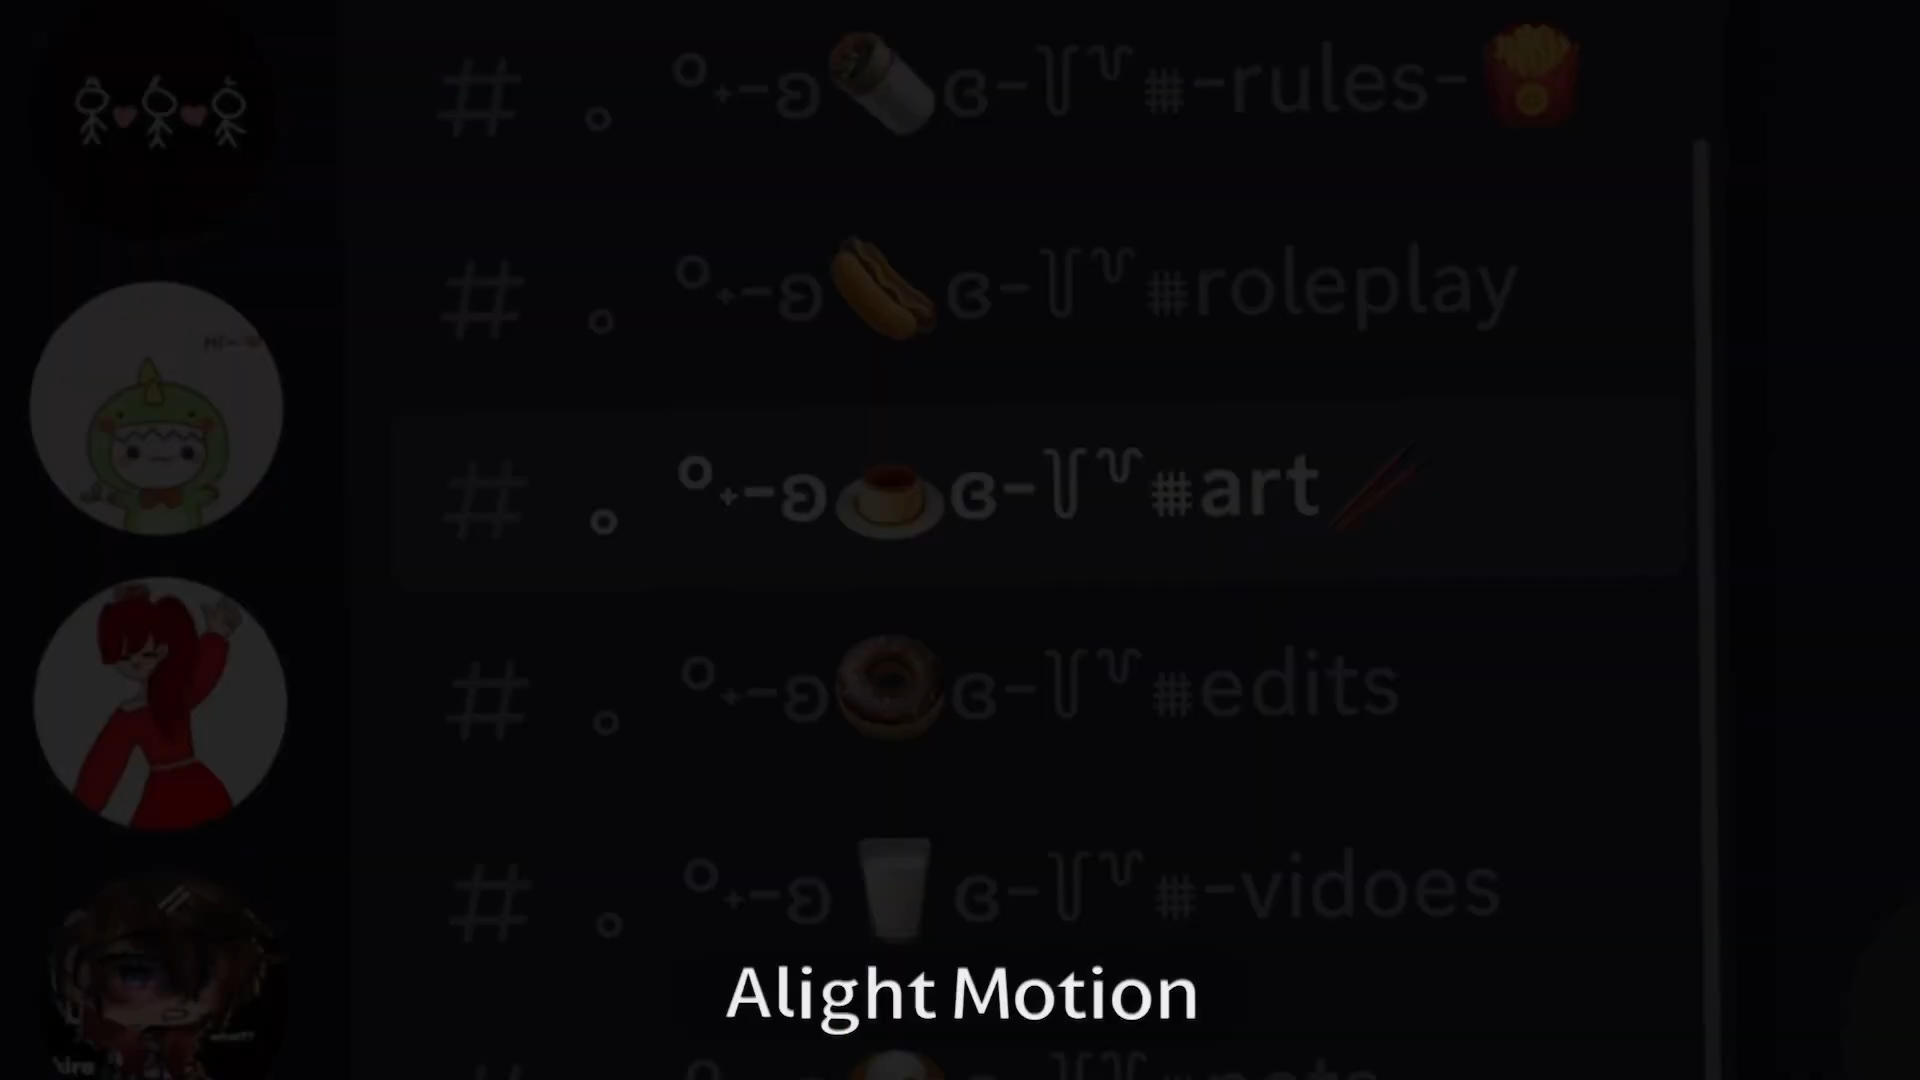 # 。°˖-ʚ🌯ɞ-꒦꒷#-rules-🍟
# 。°˖-ʚ🌭ɞ-꒦꒷#roleplay
# 。°˖-ʚ🍮ɞ-꒦꒷#art🥢
# 。°˖-ʚ🍩ɞ-꒦꒷#edits
# 。°˖-ʚ🥛ɞ-꒦꒷#-vidoes
Alight Motion